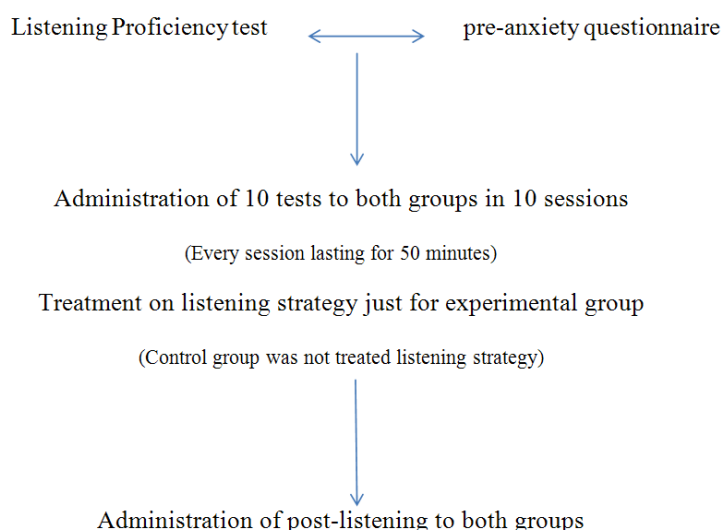 Listening Proficiency test pre-anxiety questionnaire
Administration of 10 tests to both groups in 10 sessions
(Every session lasting for 50 minutes)
Treatment on listening strategy just for experimental group
(Control group was not treated listening strategy)
Administration of post-listening to both groups